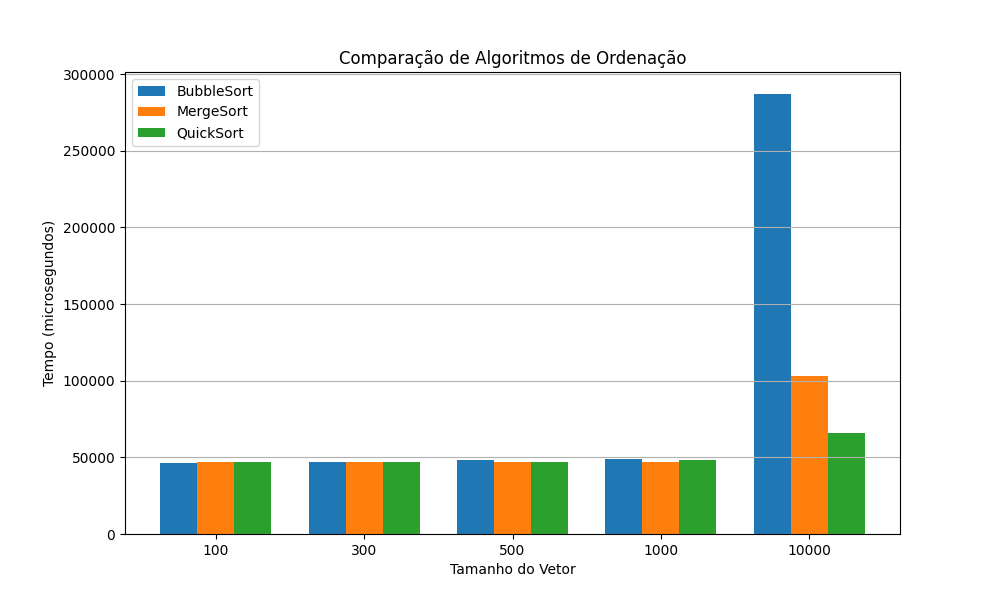 Comparação de Algoritmos de Ordenação
BubbleSort
MergeSort
QuickSort
Tempo (microsegundos)
300000
250000
200000
150000
100000
50000
0
100 300 500 1000 10000
Tamanho do Vetor